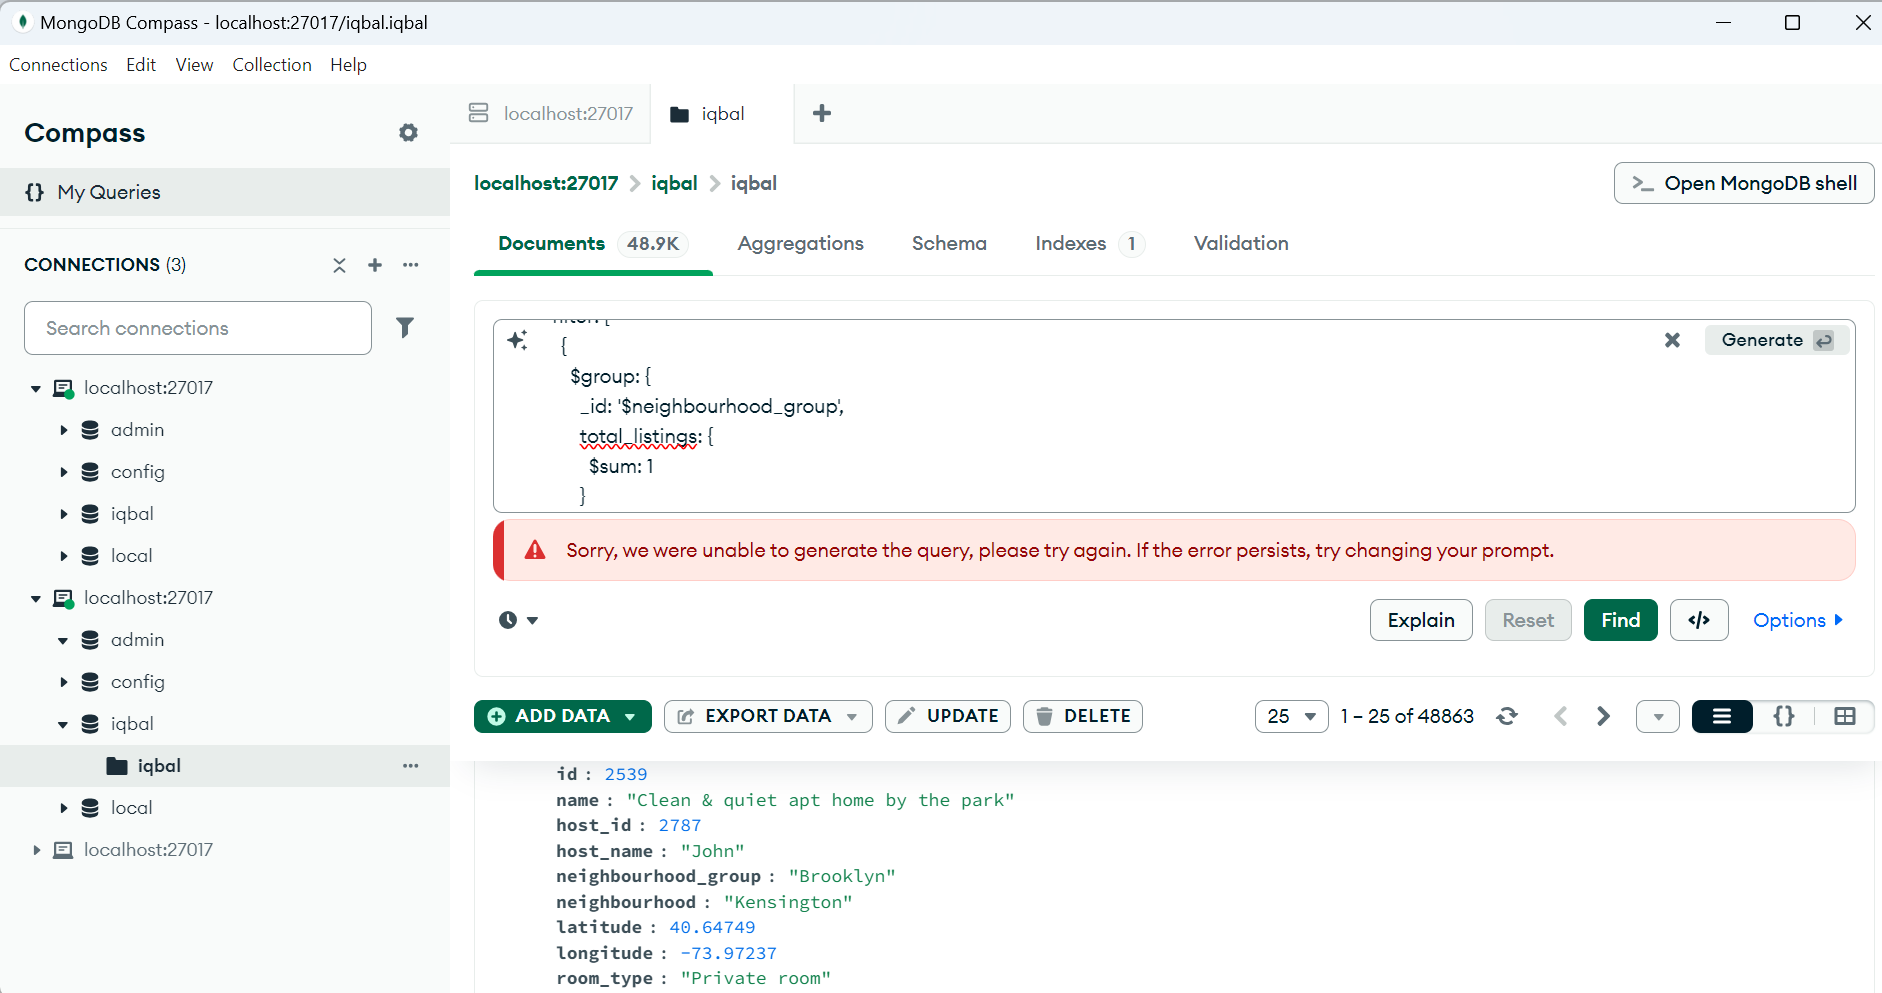 MongoDB Compass - localhost:27017/iqbal.iqbal
Connections Edit View Collection Help
Compass
{} My Queries
CONNECTIONS (3)
Search connections
localhost:27017
admin
config
iqbal
local
localhost:27017
admin
config
iqbal
iqbal
local
localhost:27017
localhost:27017 iqbal
localhost:27017 > iqbal > iqbal
>_ Open MongoDB shell
Documents 48.9K Aggregations Schema Indexes 1 Validation
{
$group: {
_id: '$neighbourhood_group',
total_listings: {
$sum: 1
}
Generate
Sorry, we were unable to generate the query, please try again. If the error persists, try changing your prompt.
Explain Reset Find </> Options
ADD DATA EXPORT DATA UPDATE DELETE
25 1 – 25 of 48863 {}
id : 2539
name : "Clean & quiet apt home by the park"
host_id : 2787
host_name : "John"
neighbourhood_group : "Brooklyn"
neighbourhood : "Kensington"
latitude : 40.64749
longitude : -73.97237
room_type : "Private room"